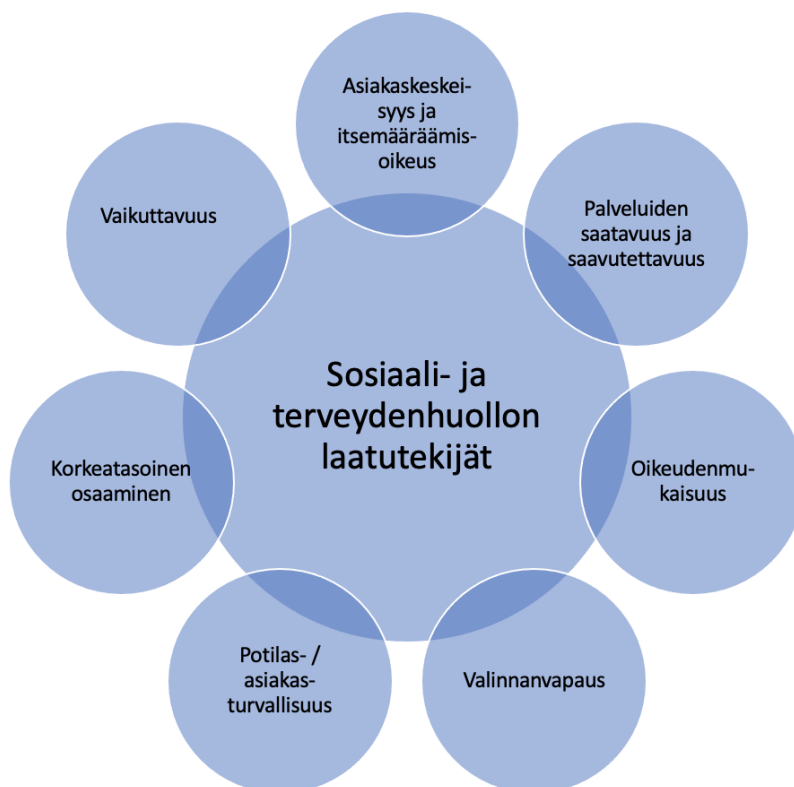 Asiakaskeskei-
syys ja
itsemääräämis-
oikeus
Palveluiden
saatavuus ja
saavutettavuus
Oikeudenmu-
kaisuus
Valinnanvapaus
Potilas- /
asiakas-
turvallisuus
Korkeatasoinen
osaaminen
Vaikuttavuus
Sosiaali- ja
terveydenhuollon
laatutekijät